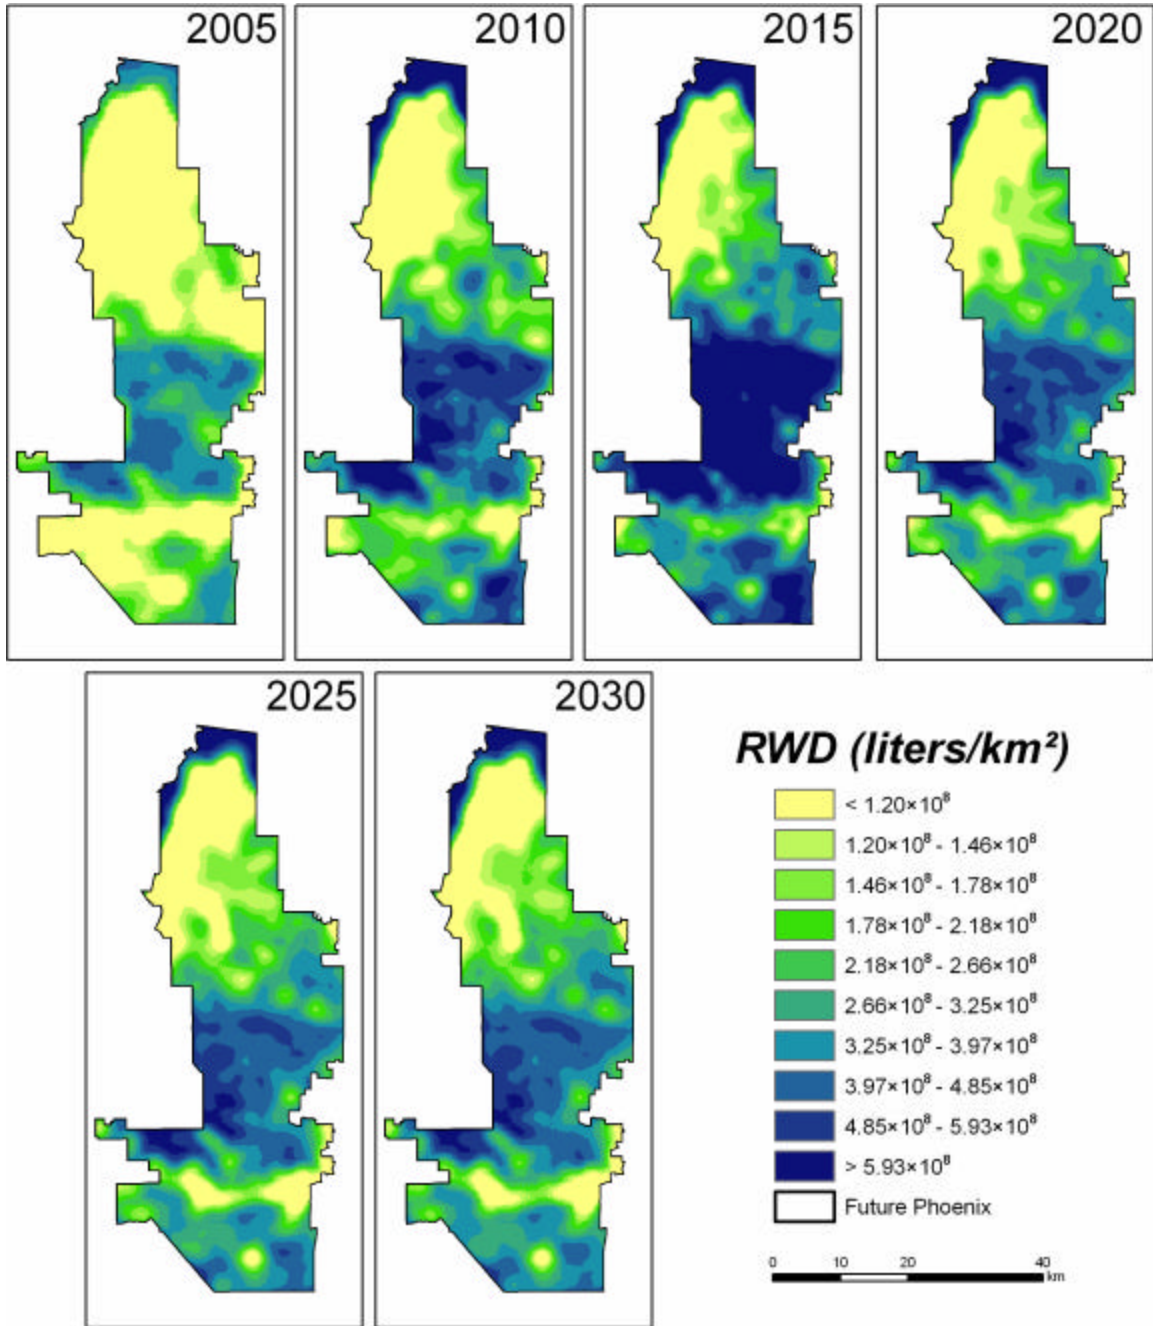 2005
2010
2015
2020
2025
2030
RWD (liters/km²)
< 1.20×10⁸
1.20×10⁸ - 1.46×10⁸
1.46×10⁸ - 1.78×10⁸
1.78×10⁸ - 2.18×10⁸
2.18×10⁸ - 2.66×10⁸
2.66×10⁸ - 3.25×10⁸
3.25×10⁸ - 3.97×10⁸
3.97×10⁸ - 4.85×10⁸
4.85×10⁸ - 5.93×10⁸
> 5.93×10⁸
Future Phoenix
0 10 20 40
km